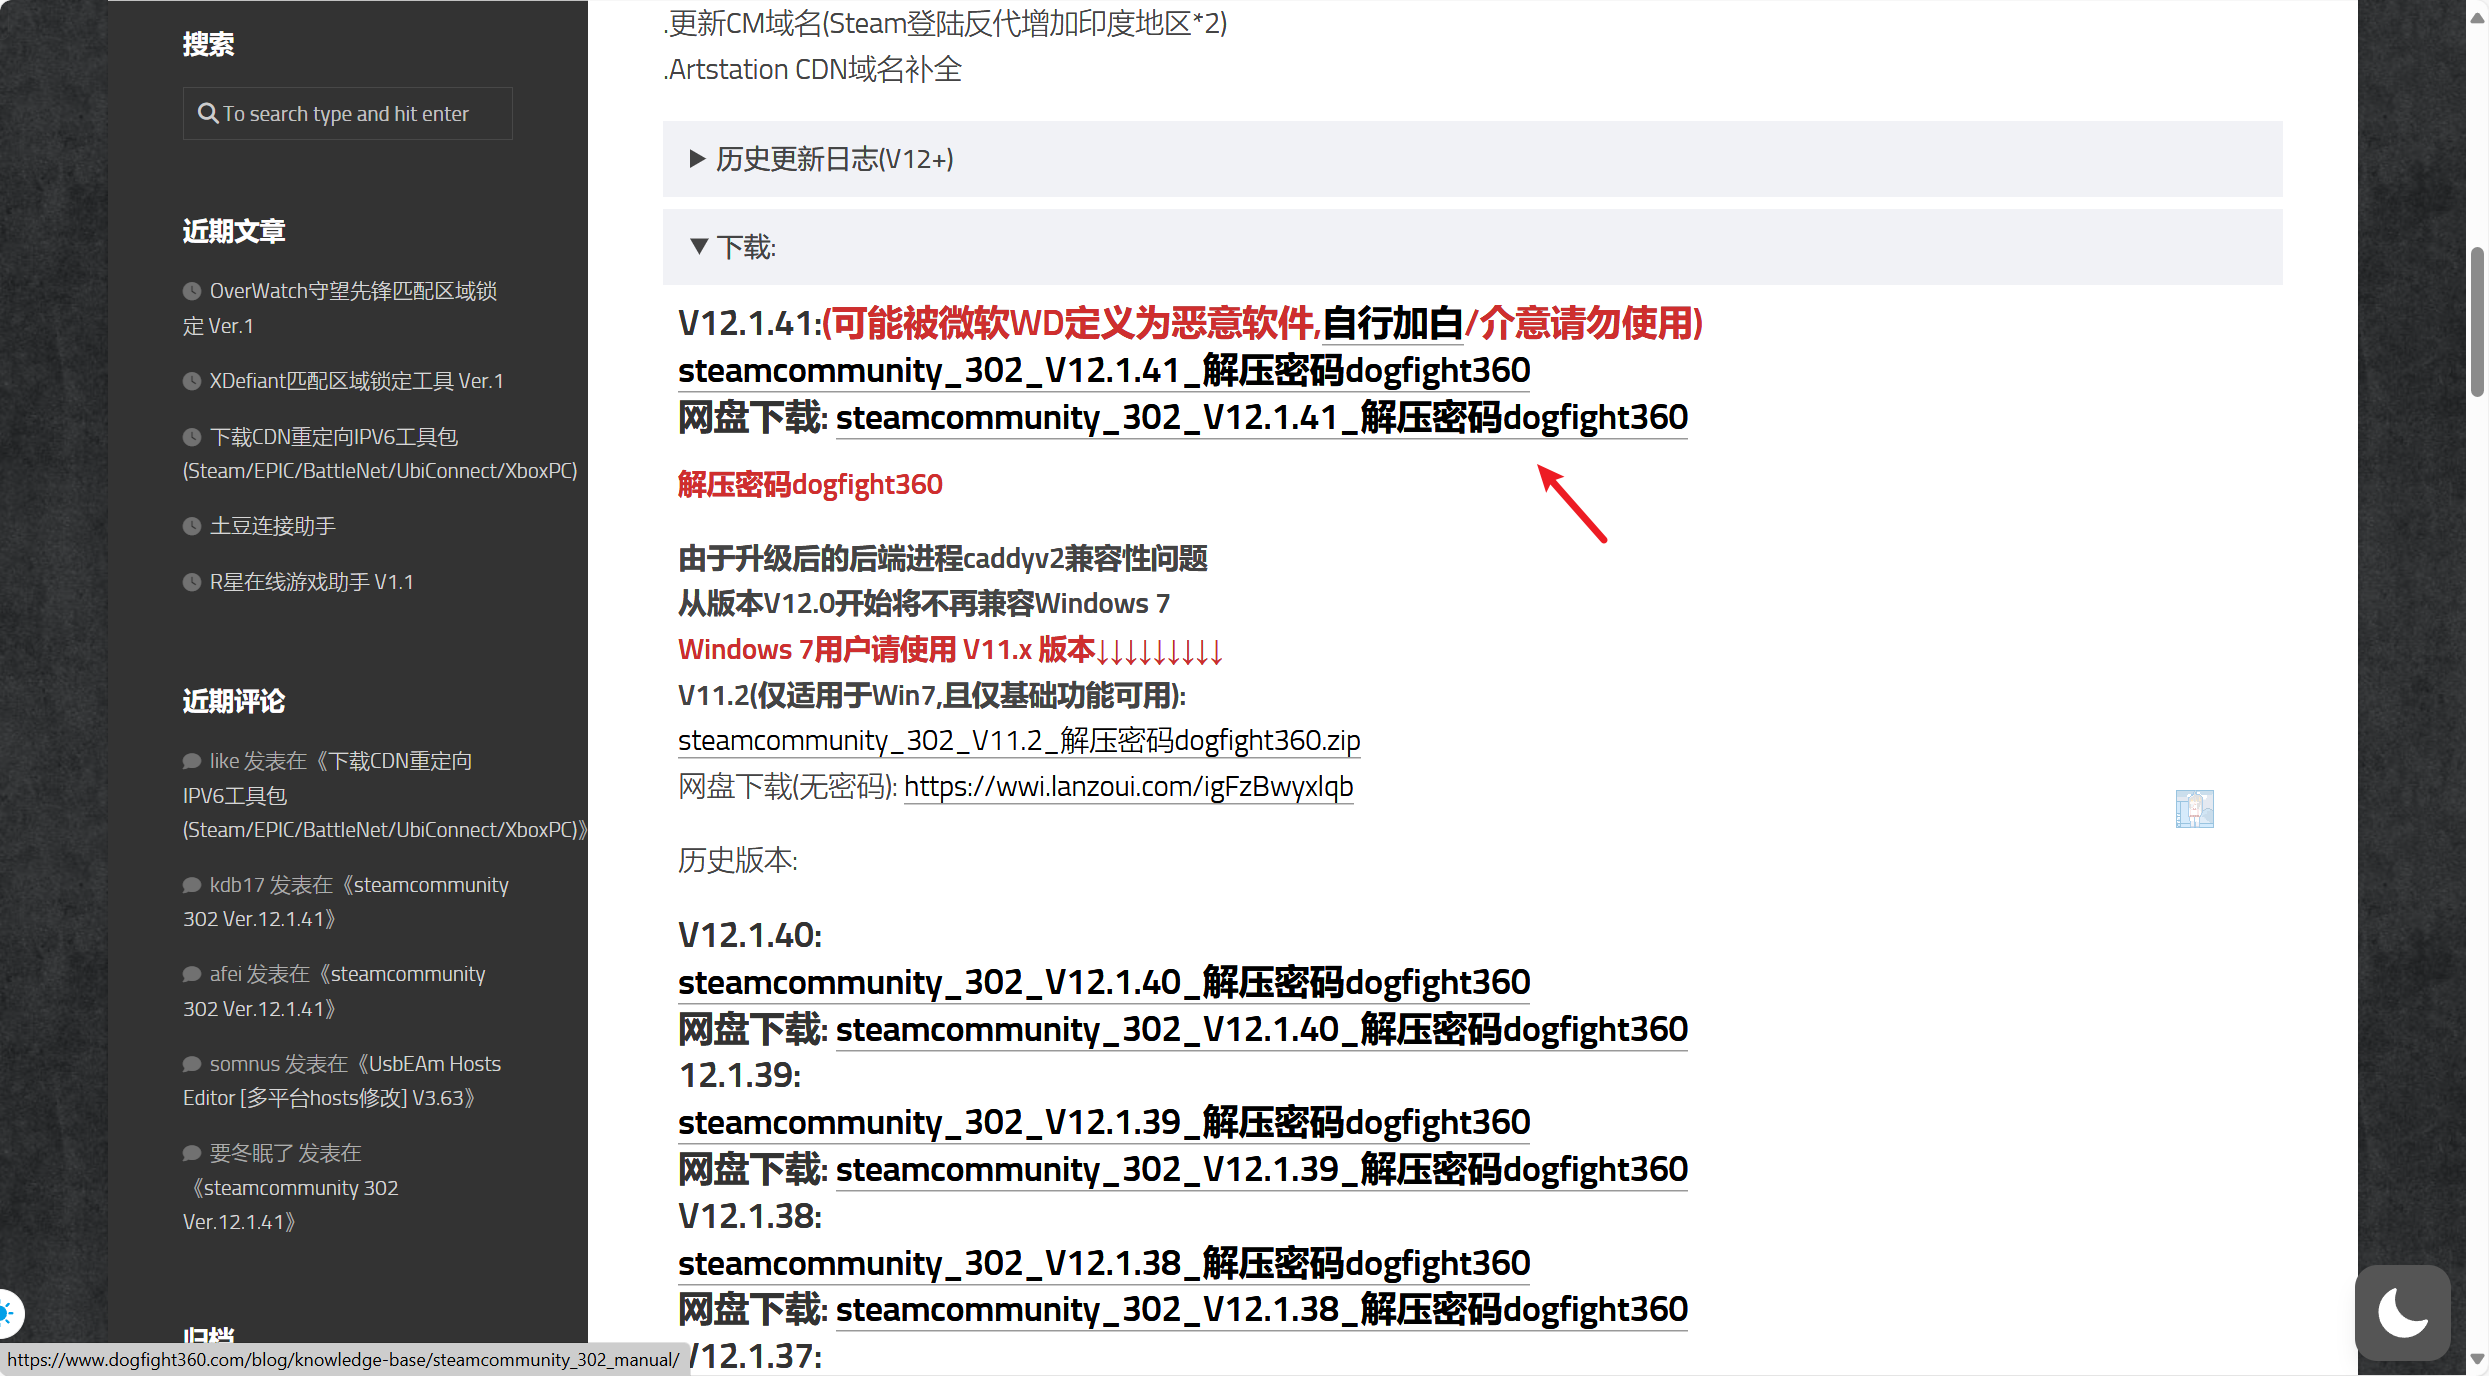 搜索
To search type and hit enter
近期文章
OverWatch守望先锋匹配区域锁
定 Ver.1
XDefiant匹配区域锁定工具 Ver.1
下载CDN重定向IPV6工具包
(Steam/EPIC/BattleNet/UbiConnect/XboxPC)
土豆连接助手
R星在线游戏助手 V1.1
近期评论
like 发表在《下载CDN重定向
IPV6工具包
(Steam/EPIC/BattleNet/UbiConnect/XboxPC)》
kdb17 发表在《steamcommunity
302 Ver.12.1.41》
afei 发表在《steamcommunity
302 Ver.12.1.41》
somnus 发表在《UsbEAm Hosts
Editor [多平台hosts修改] V3.63》
要冬眠了 发表在
《steamcommunity 302
Ver.12.1.41》
归档
.更新CM域名(Steam登陆反代增加印度地区*2)
.Artstation CDN域名补全
▶ 历史更新日志(V12+)
▼ 下载:
V12.1.41:(可能被微软WD定义为恶意软件,自行加白/介意请勿使用)
steamcommunity_302_V12.1.41_解压密码dogfight360
网盘下载: steamcommunity_302_V12.1.41_解压密码dogfight360
解压密码dogfight360
由于升级后的后端进程caddyv2兼容性问题
从版本V12.0开始将不再兼容Windows 7
Windows 7用户请使用 V11.x 版本↓↓↓↓↓↓↓↓↓
V11.2(仅适用于Win7,且仅基础功能可用):
steamcommunity_302_V11.2_解压密码dogfight360.zip
网盘下载(无密码): https://wwi.lanzoui.com/igFzBwyxlqb
历史版本:
V12.1.40:
steamcommunity_302_V12.1.40_解压密码dogfight360
网盘下载: steamcommunity_302_V12.1.40_解压密码dogfight360
12.1.39:
steamcommunity_302_V12.1.39_解压密码dogfight360
网盘下载: steamcommunity_302_V12.1.39_解压密码dogfight360
V12.1.38:
steamcommunity_302_V12.1.38_解压密码dogfight360
网盘下载: steamcommunity_302_V12.1.38_解压密码dogfight360
V12.1.37:
https://www.dogfight360.com/blog/knowledge-base/steamcommunity_302_manual/